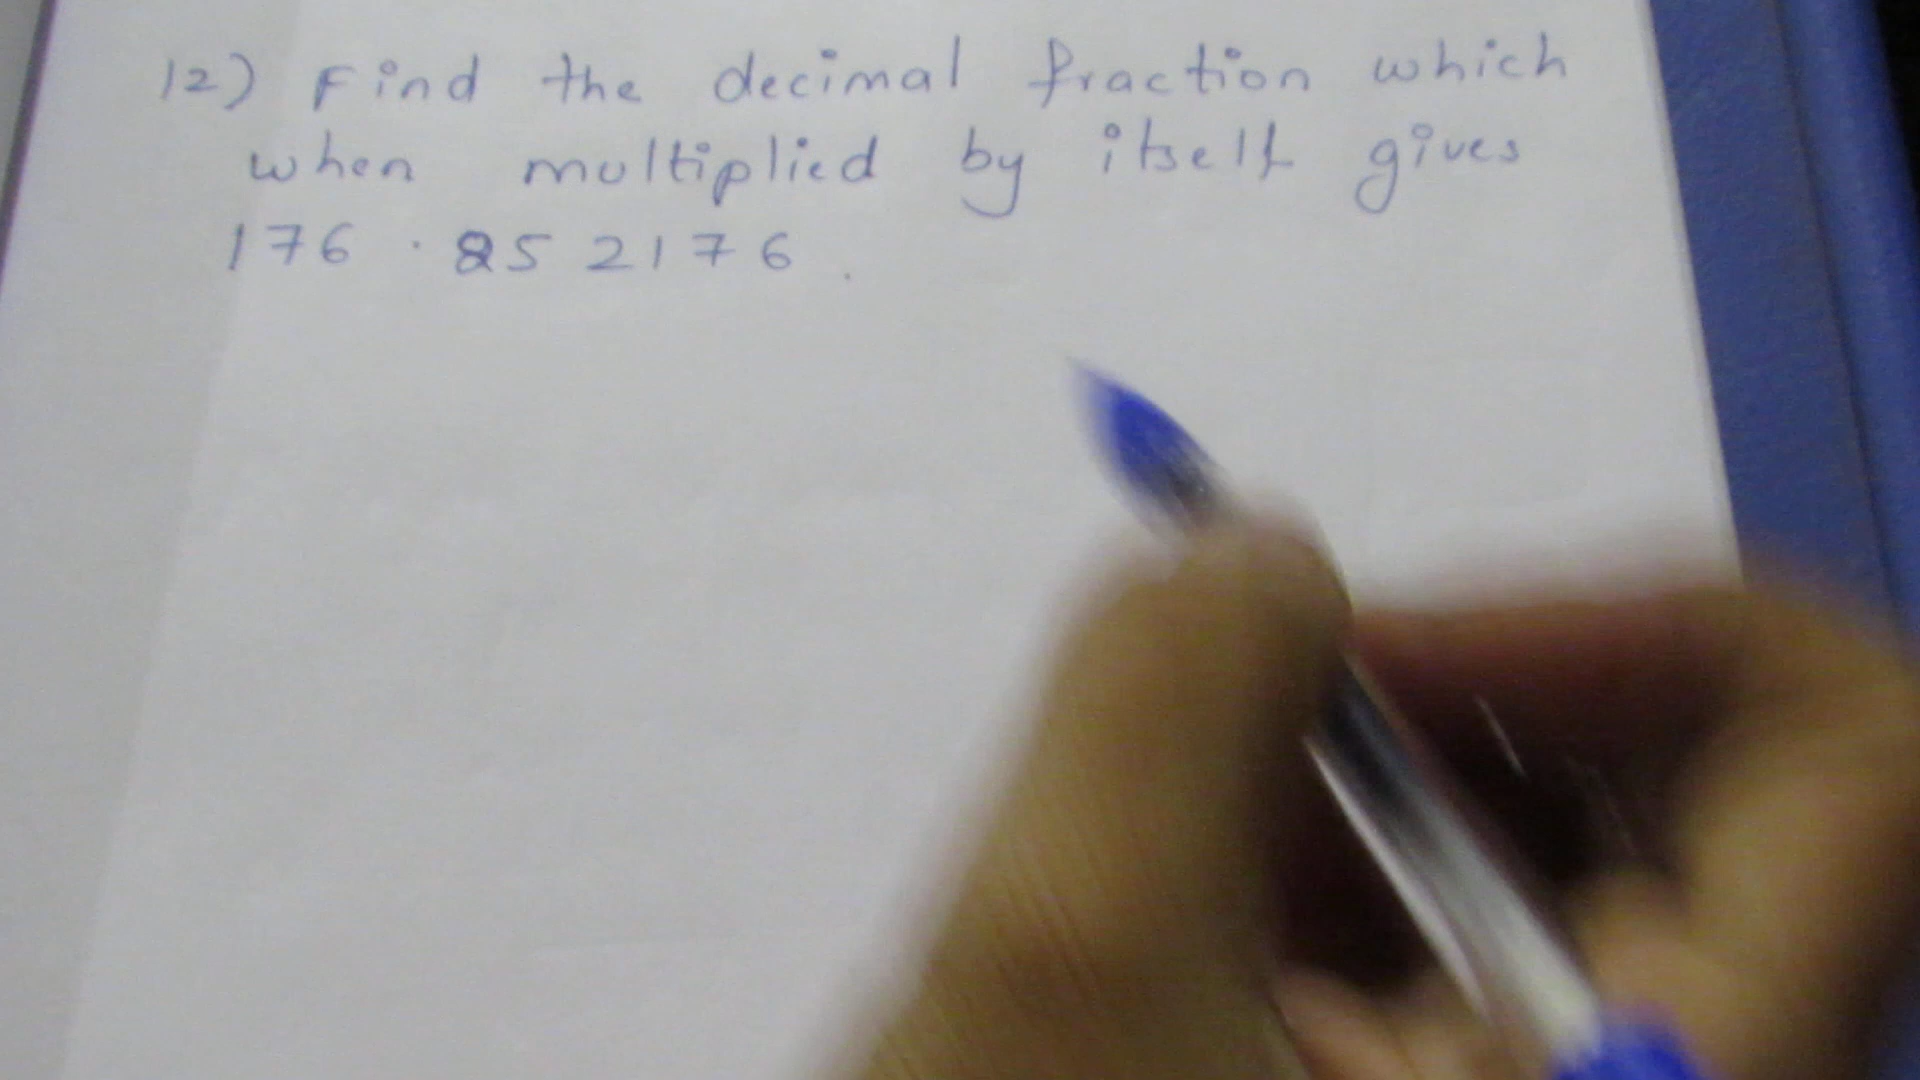 12) Find the decimal fraction which
when multiplied by itself gives
176.252176.